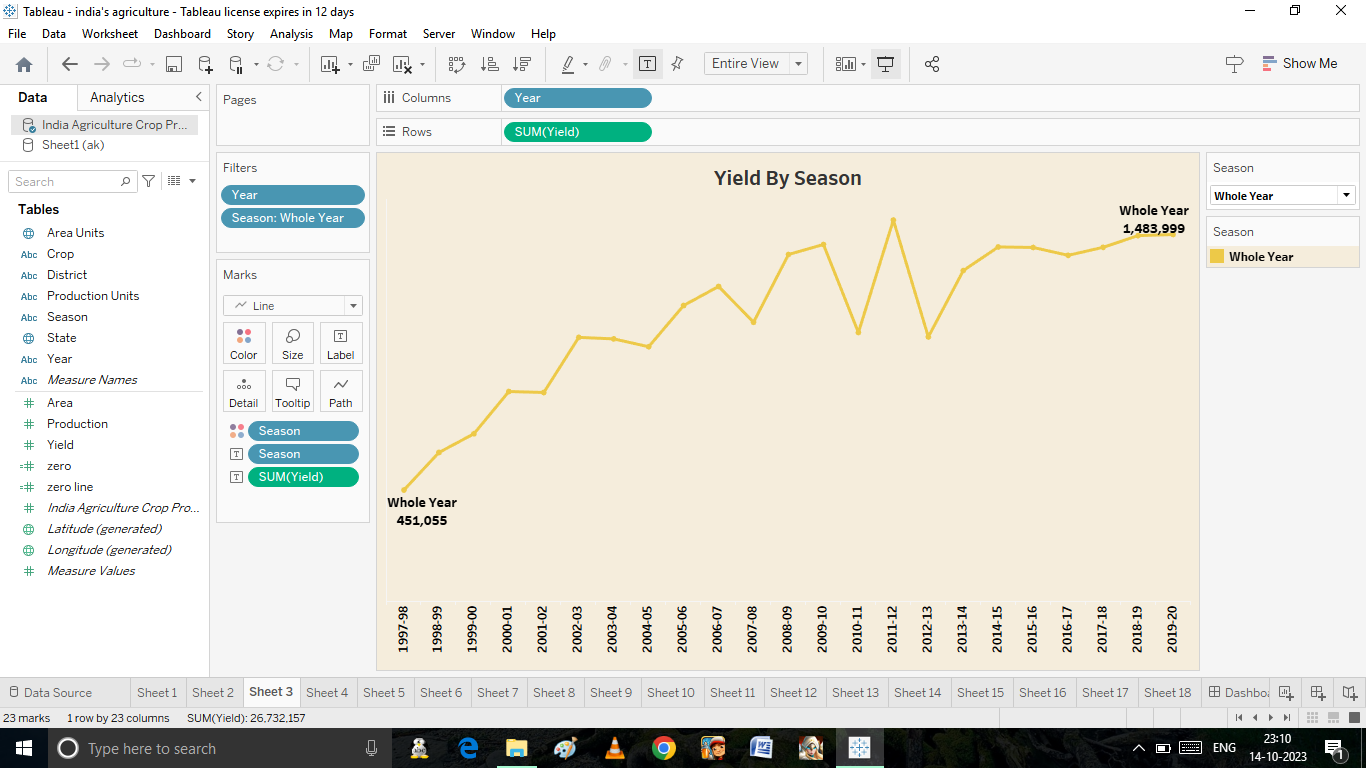 Tableau - india's agriculture - Tableau license expires in 12 days
File Data Worksheet Dashboard Story Analysis Map Format Server Window Help
Entire View
Show Me
Data Analytics
India Agriculture Crop Pr...
Sheet1 (ak)
Search
Tables
Area Units
Abc Crop
Abc District
Abc Production Units
Abc Season
State
Abc Year
Abc Measure Names
Area
Production
Yield
zero
zero line
India Agriculture Crop Pro...
Latitude (generated)
Longitude (generated)
Measure Values
Pages
Filters
Year
Season: Whole Year
Marks
Line
Color Size Label
Detail Tooltip Path
Season
Season
SUM(Yield)
Columns Year
Rows SUM(Yield)
Yield By Season
Whole Year
1,483,999
Whole Year
451,055
1997-98
1998-99
1999-00
2000-01
2001-02
2002-03
2003-04
2004-05
2005-06
2006-07
2007-08
2008-09
2009-10
2010-11
2011-12
2012-13
2013-14
2014-15
2015-16
2016-17
2017-18
2018-19
2019-20
Season
Whole Year
Season
Whole Year
Data Source Sheet 1 Sheet 2 Sheet 3 Sheet 4 Sheet 5 Sheet 6 Sheet 7 Sheet 8 Sheet 9 Sheet 10 Sheet 11 Sheet 12 Sheet 13 Sheet 14 Sheet 15 Sheet 16 Sheet 17 Sheet 18 Dashboa
23 marks 1 row by 23 columns SUM(Yield): 26,732,157
Type here to search
ENG
23:10
14-10-2023
1